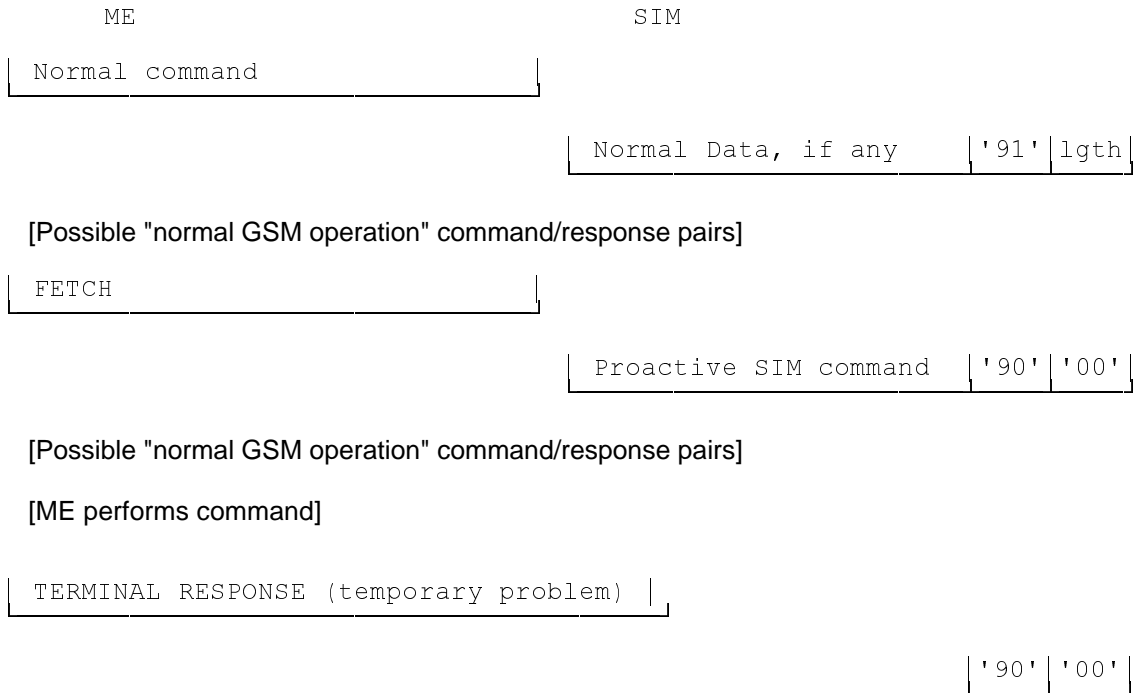 ME SIM
Normal command
Normal Data, if any '91' lgth
[Possible "normal GSM operation" command/response pairs]
FETCH
Proactive SIM command '90' '00'
[Possible "normal GSM operation" command/response pairs]
[ME performs command]
TERMINAL RESPONSE (temporary problem)
'90' '00'